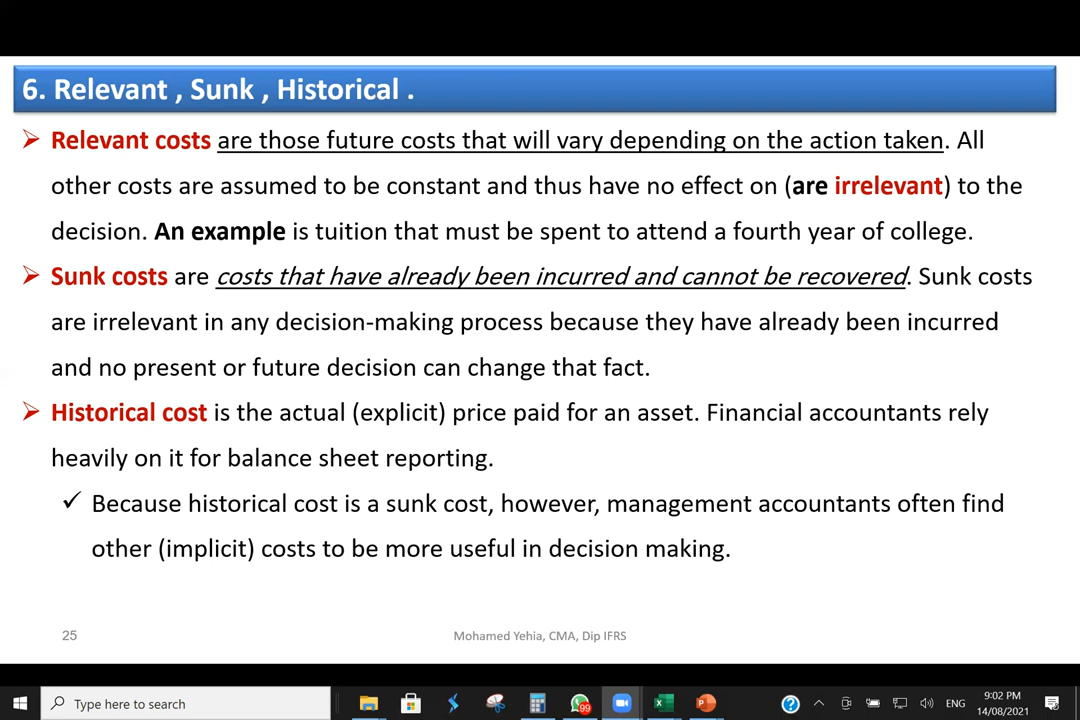 6. Relevant , Sunk , Historical .
Relevant costs are those future costs that will vary depending on the action taken. All
other costs are assumed to be constant and thus have no effect on (are irrelevant) to the
decision. An example is tuition that must be spent to attend a fourth year of college.
Sunk costs are costs that have already been incurred and cannot be recovered. Sunk costs
are irrelevant in any decision-making process because they have already been incurred
and no present or future decision can change that fact.
Historical cost is the actual (explicit) price paid for an asset. Financial accountants rely
heavily on it for balance sheet reporting.
✓ Because historical cost is a sunk cost, however, management accountants often find
other (implicit) costs to be more useful in decision making.
25
Mohamed Yehia, CMA, Dip IFRS
Type here to search
99
ENG
9:02 PM
14/08/2021